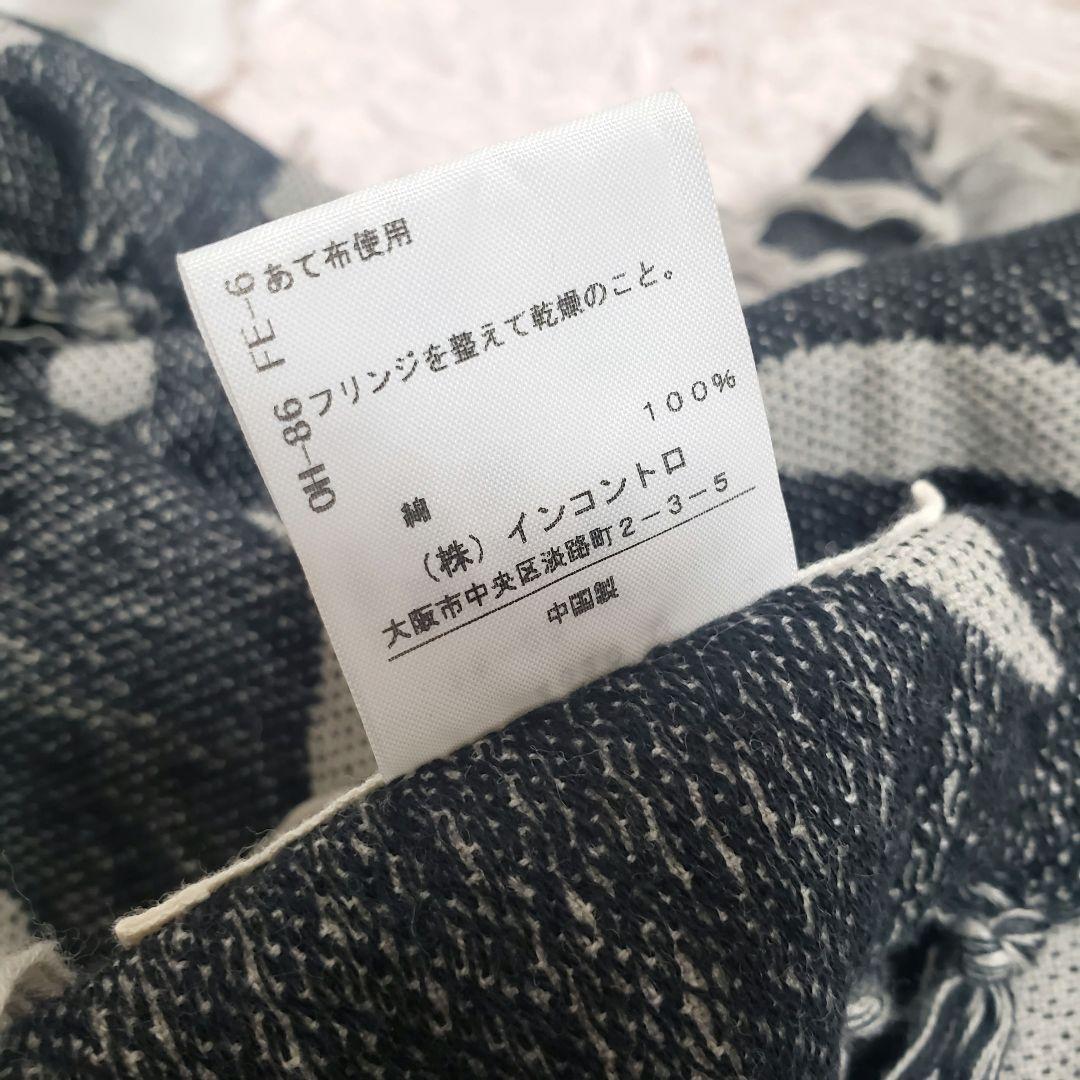 あて布使用
フリンジを整えて乾燥のこと。
綿 100%
(株)インコントロ
大阪市中央区淡路町2-3-5
中国製
OH-86 FE-6